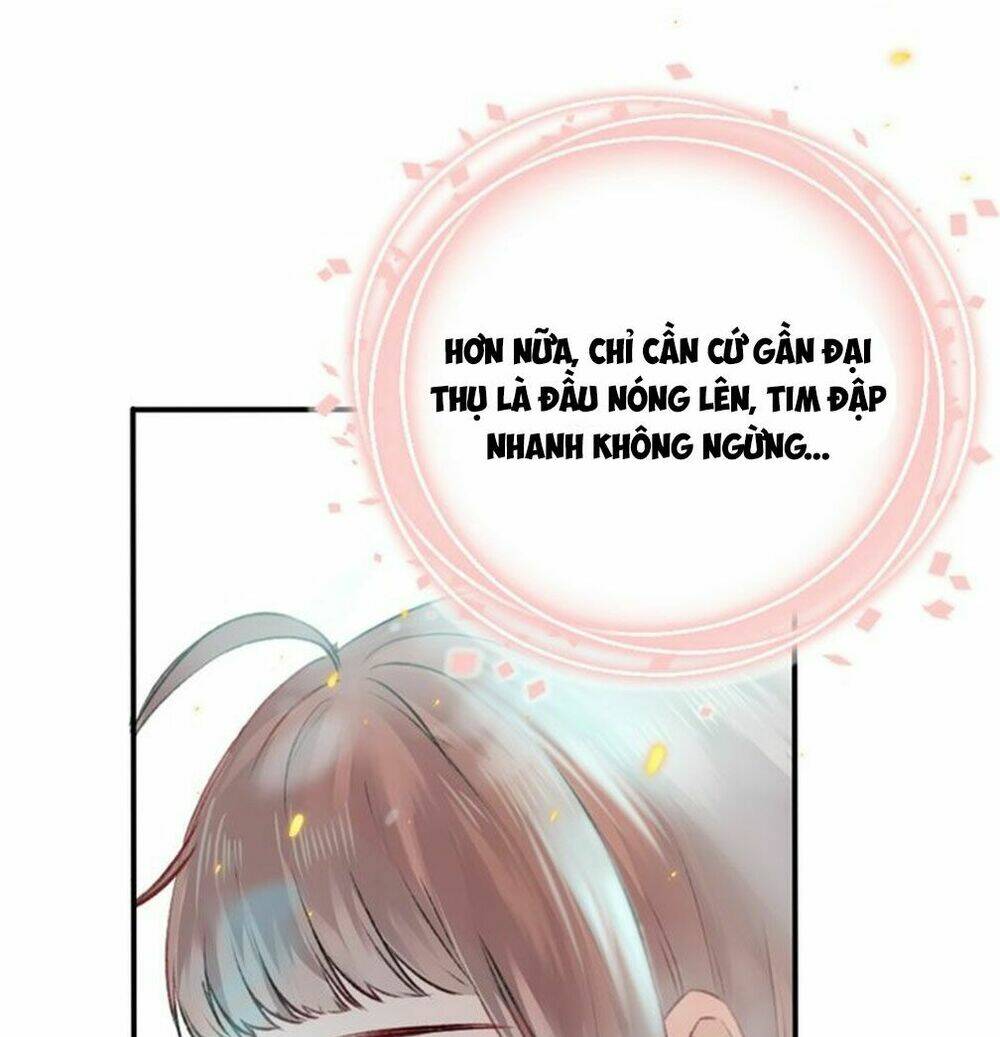 HƠN NỮA, CHỈ CẦN CỨ GẦN ĐẠI
THỤ LÀ ĐẦU NÓNG LÊN, TIM ĐẬP
NHANH KHÔNG NGỪNG...